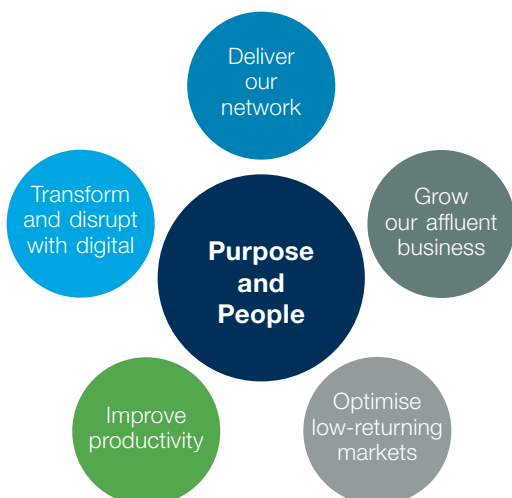 Deliver
our
network
Transform
and disrupt
with digital
Grow
our affluent
business
Purpose
and
People
Improve
productivity
Optimise
low-returning
markets